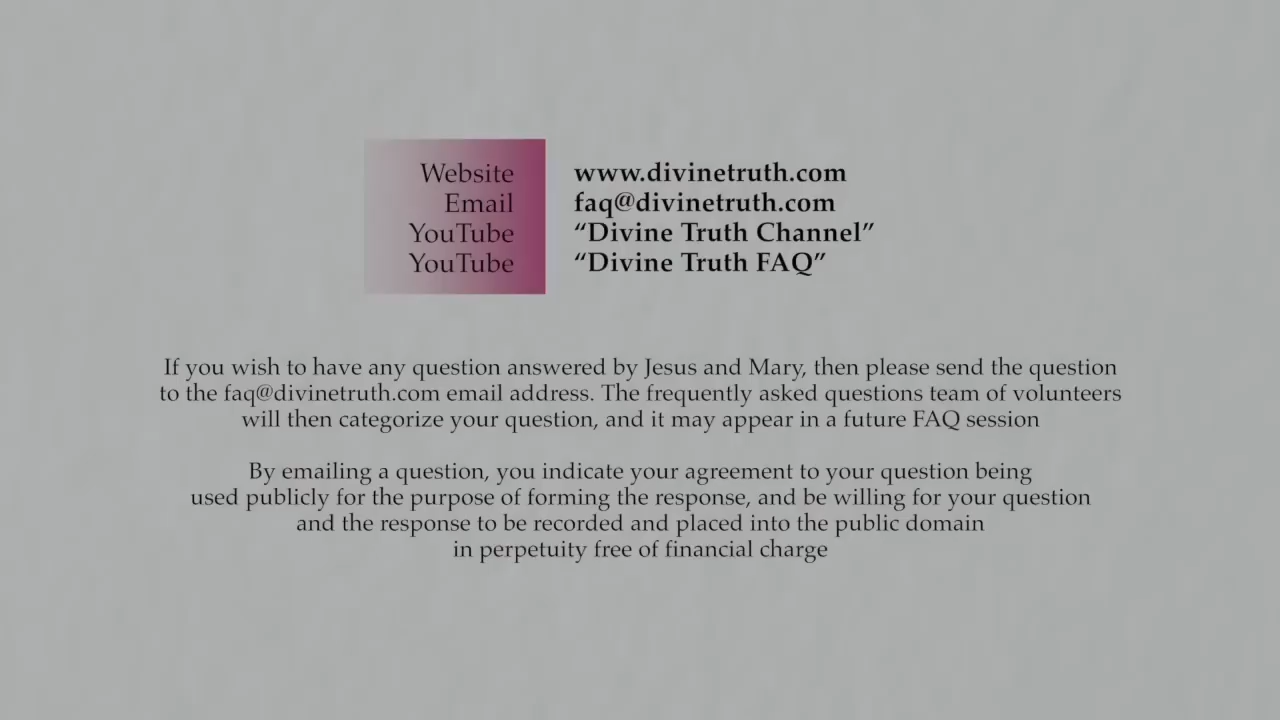 Website www.divinetruth.com
Email faq@divinetruth.com
YouTube “Divine Truth Channel”
YouTube “Divine Truth FAQ”
If you wish to have any question answered by Jesus and Mary, then please send the question
to the faq@divinetruth.com email address. The frequently asked questions team of volunteers
will then categorize your question, and it may appear in a future FAQ session
By emailing a question, you indicate your agreement to your question being
used publicly for the purpose of forming the response, and be willing for your question
and the response to be recorded and placed into the public domain
in perpetuity free of financial charge